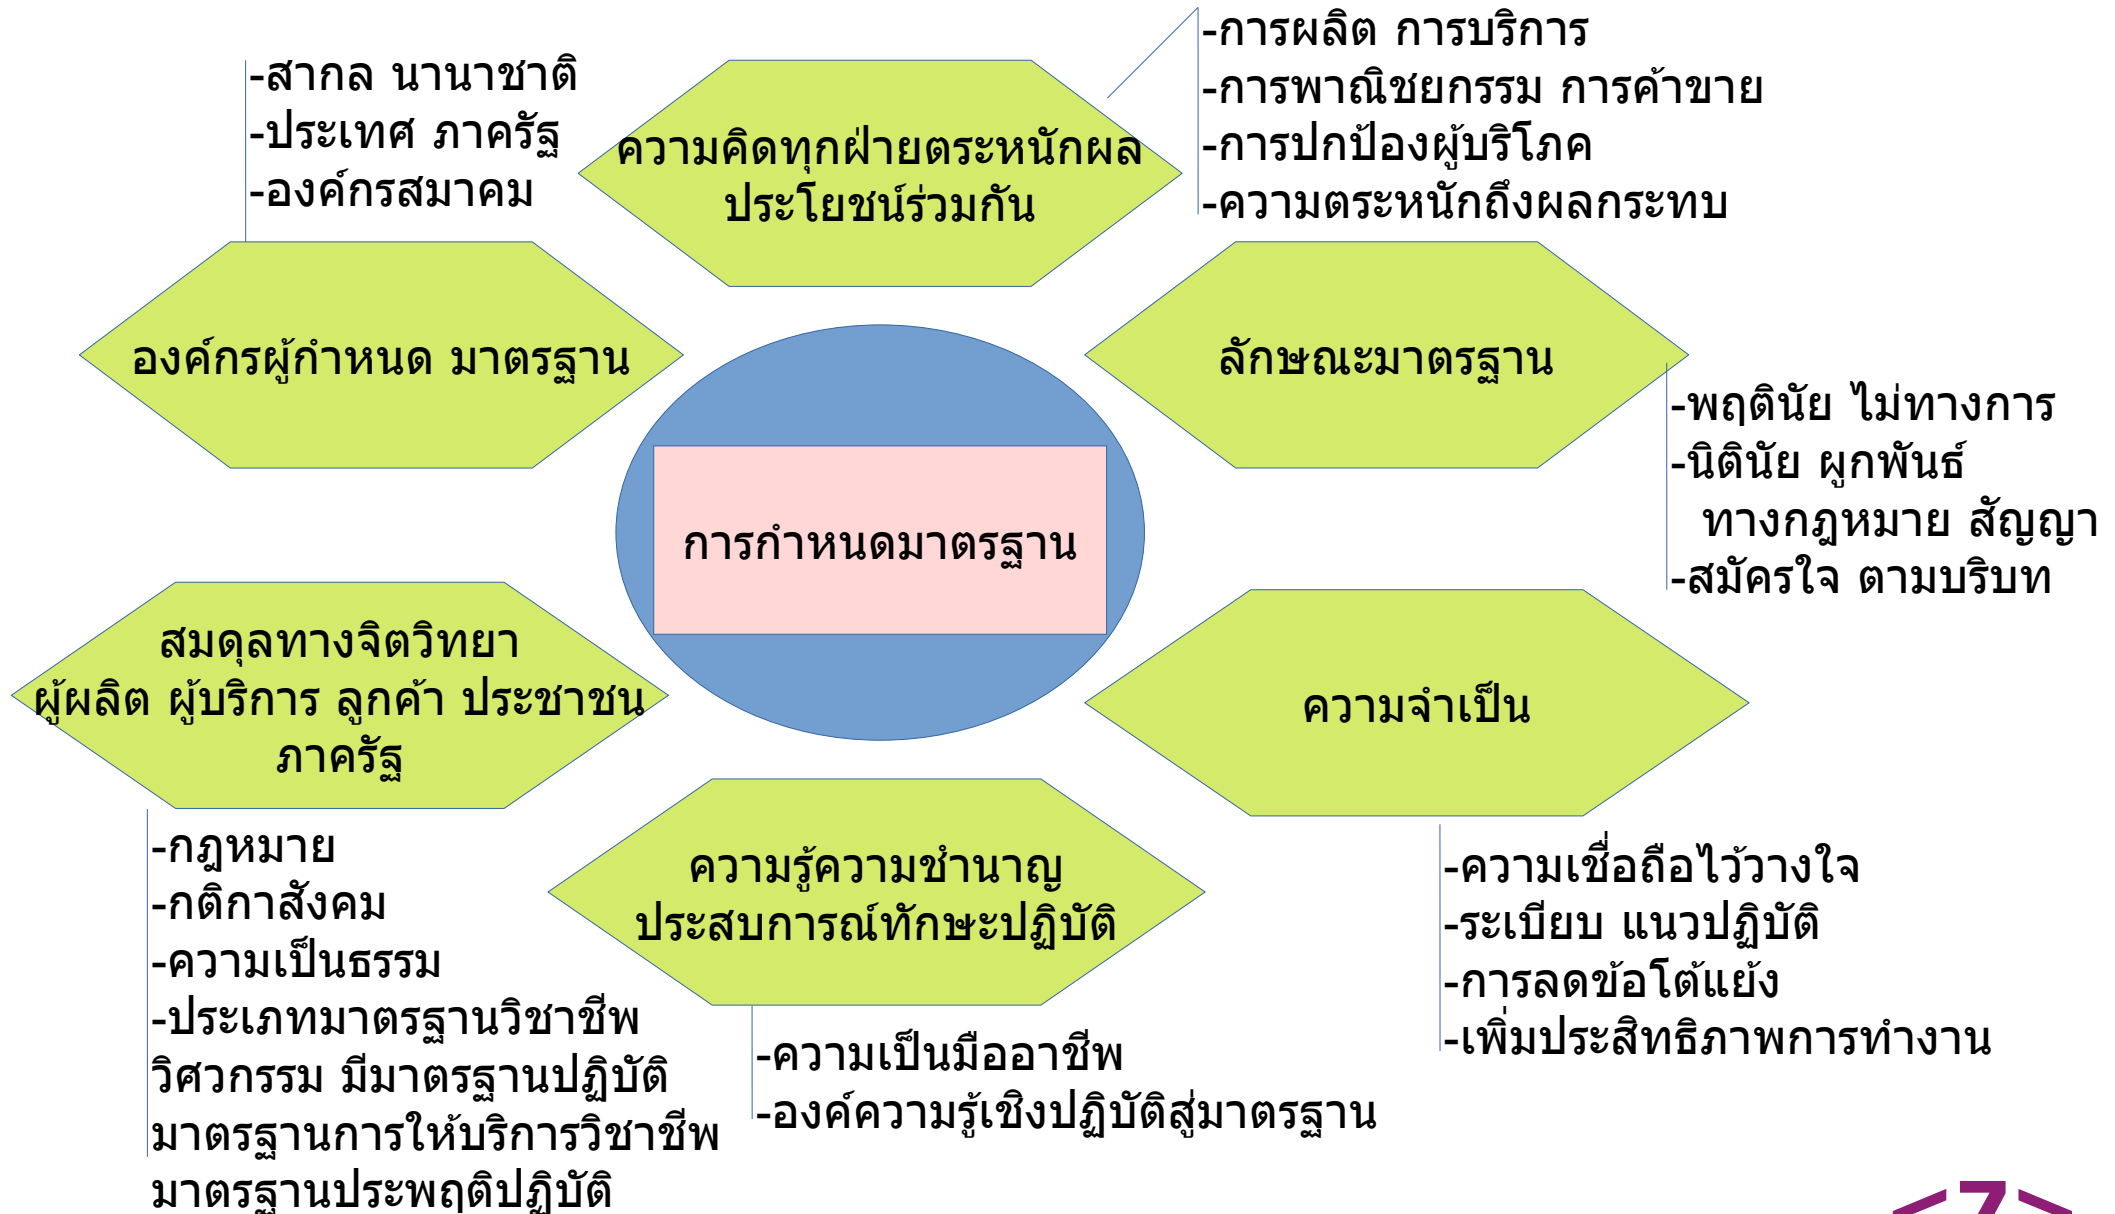 -การผลิต การบริการ
-การพาณิชยกรรม การค้าขาย
-การปกป้องผู้บริโภค
-ความตระหนักถึงผลกระทบ
-สากล นานาชาติ
-ประเทศ ภาครัฐ
-องค์กรสมาคม
ความคิดทุกฝ่ายตระหนักผล
ประโยชน์ร่วมกัน
องค์กรผู้กำหนด มาตรฐาน
ลักษณะมาตรฐาน
-พฤตินัย ไม่ทางการ
-นิตินัย ผูกพันธ์
ทางกฎหมาย สัญญา
-สมัครใจ ตามบริบท
การกำหนดมาตรฐาน
สมดุลทางจิตวิทยา
ผู้ผลิต ผู้บริการ ลูกค้า ประชาชน
ภาครัฐ
ความจำเป็น
-กฎหมาย
-กติกาสังคม
-ความเป็นธรรม
-ประเภทมาตรฐานวิชาชีพ
วิศวกรรม มีมาตรฐานปฏิบัติ
มาตรฐานการให้บริการวิชาชีพ
มาตรฐานประพฤติปฏิบัติ
ความรู้ความชำนาญ
ประสบการณ์ทักษะปฏิบัติ
-ความเป็นมืออาชีพ
-องค์ความรู้เชิงปฏิบัติสู่มาตรฐาน
-ความเชื่อถือไว้วางใจ
-ระเบียบ แนวปฏิบัติ
-การลดข้อโต้แย้ง
-เพิ่มประสิทธิภาพการทำงาน
<7>